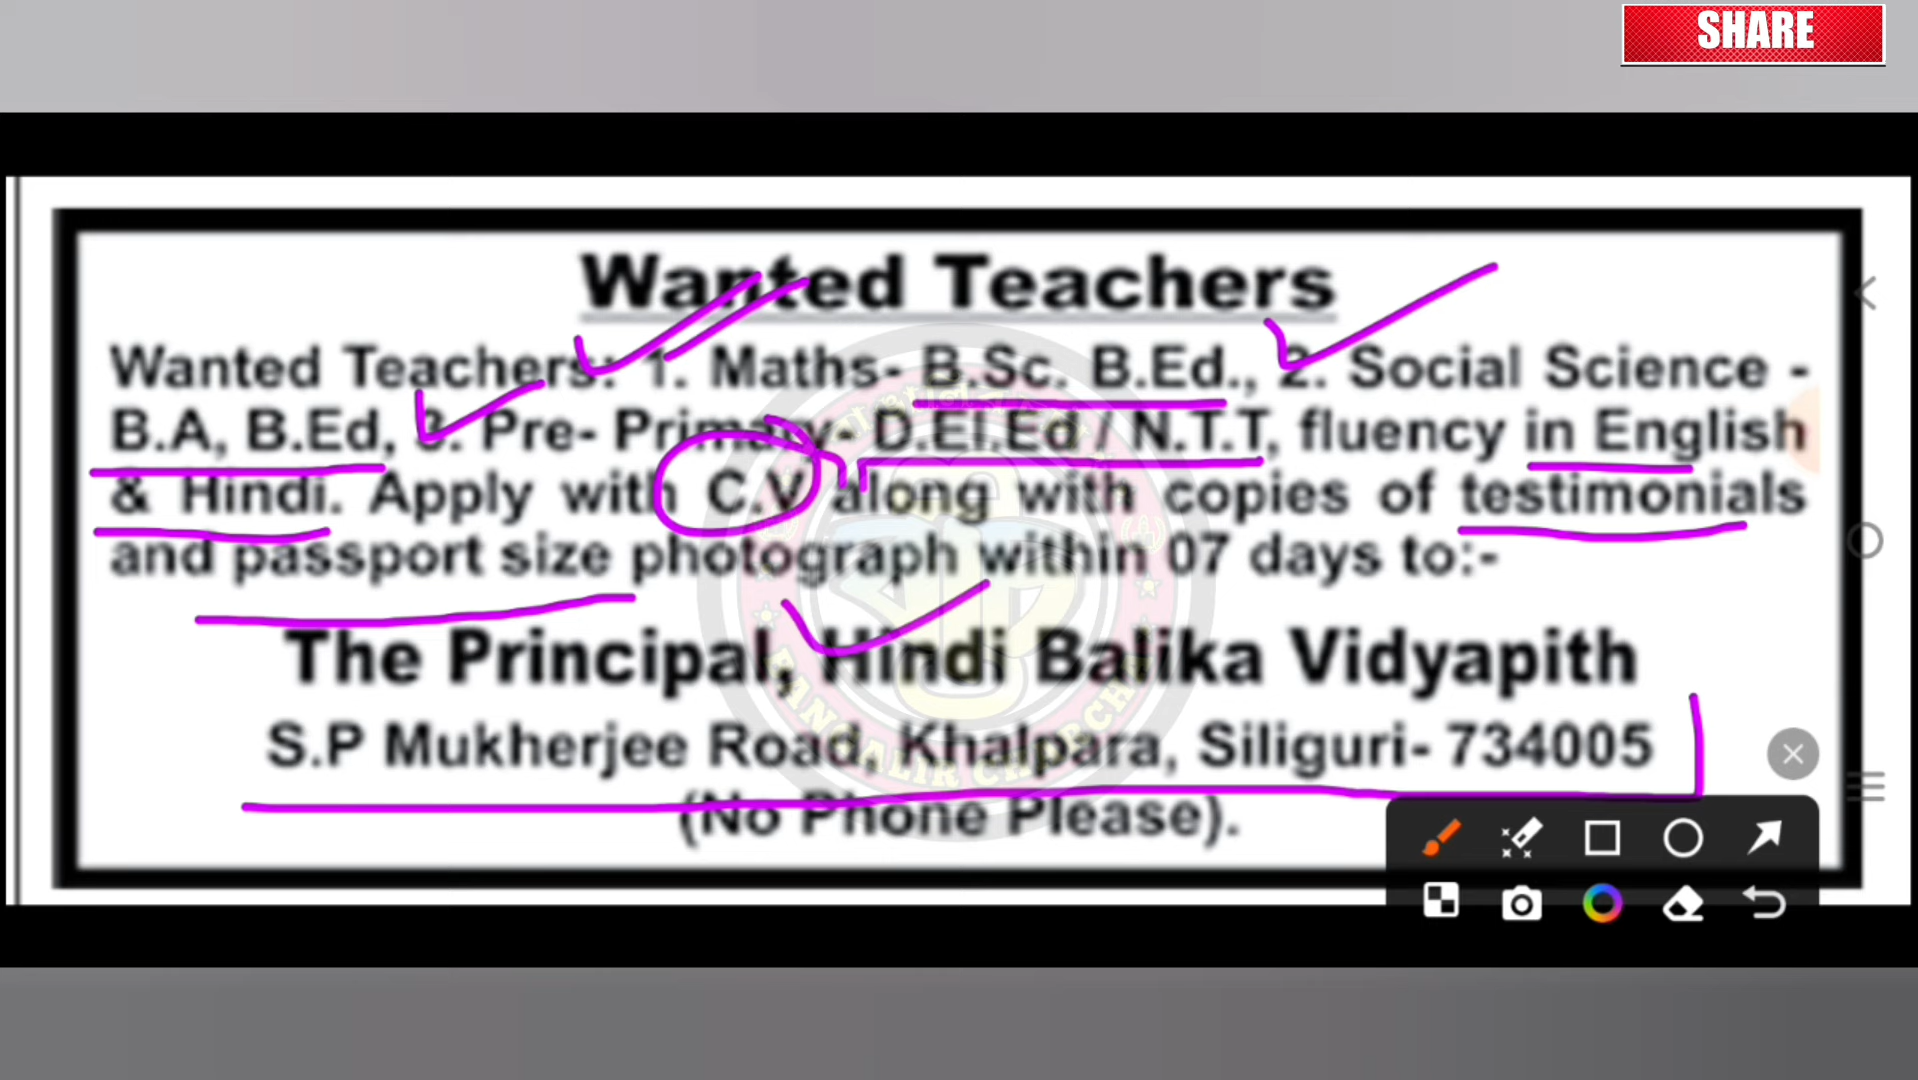 SHARE
Wanted Teachers
Wanted Teachers: 1. Maths- B.Sc. B.Ed., 2. Social Science -
B.A, B.Ed, 3. Pre- Primary- D.El.Ed / N.T.T, fluency in English
& Hindi. Apply with C.V along with copies of testimonials
and passport size photograph within 07 days to:-
The Principal, Hindi Balika Vidyapith
S.P Mukherjee Road, Khalpara, Siliguri- 734005
(No Phone Please).